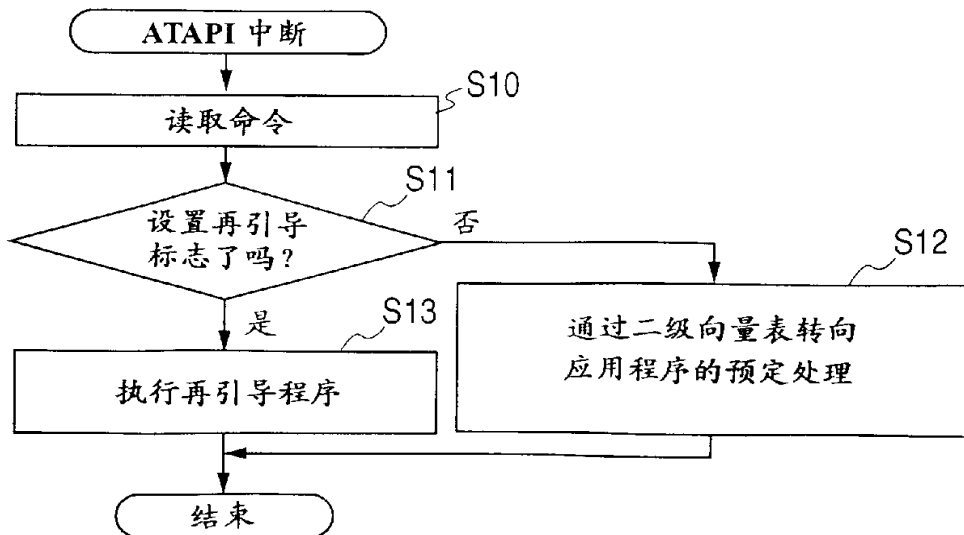 ATAPI 中断
S10
读取命令
S11
设置再引导
标志了吗?
否
S12
通过二级向量表转向
应用程序的预定处理
是
S13
执行再引导程序
结束